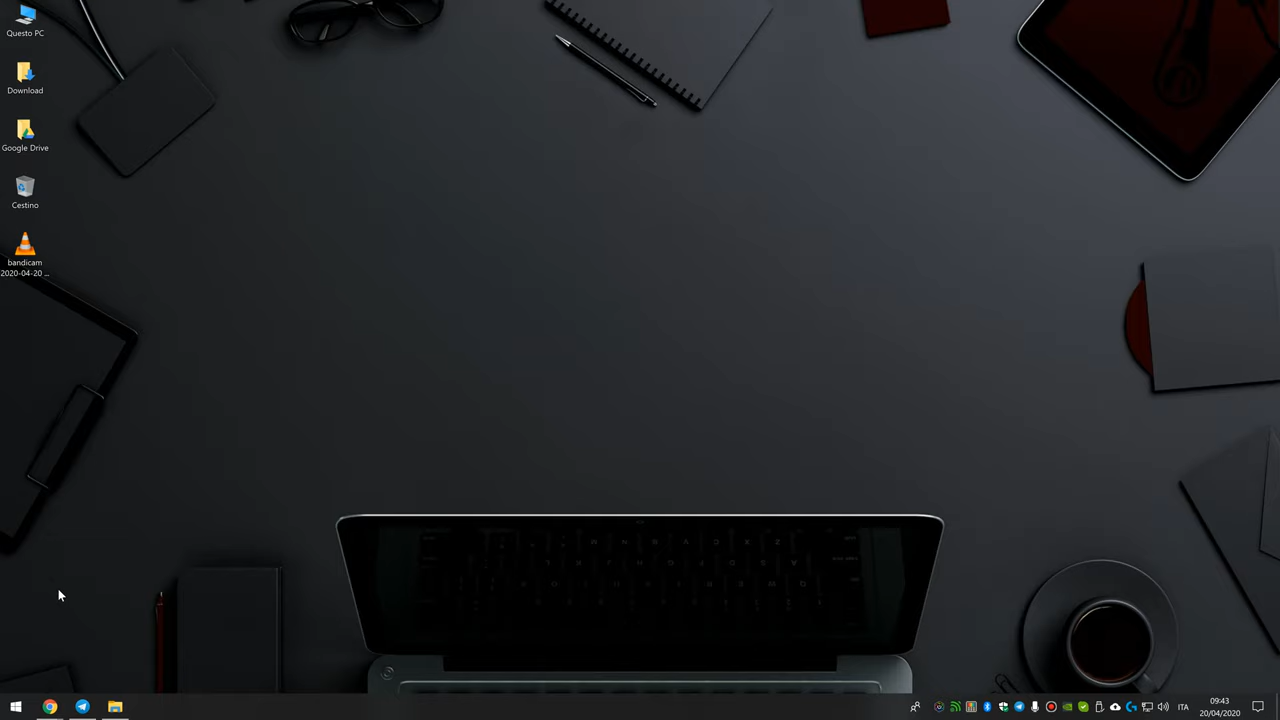 Questo PC
Download
Google Drive
Cestino
bandicam
2020-04-20 ...
ITA
09:43
20/04/2020